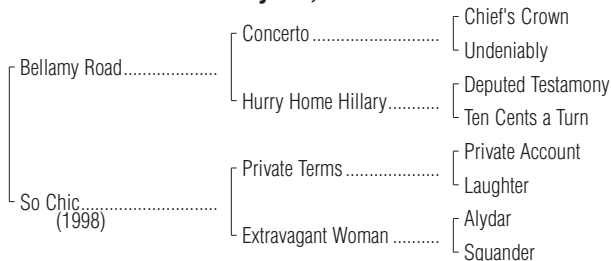 Chief's Crown
Concerto ......................
Undeniably
Bellamy Road....................
Deputed Testamony
Hurry Home Hillary...........
Ten Cents a Turn
Private Account
Private Terms ....................
Laughter
So Chic.............................
(1998)
Alydar
Extravagant Woman ..........
Squander